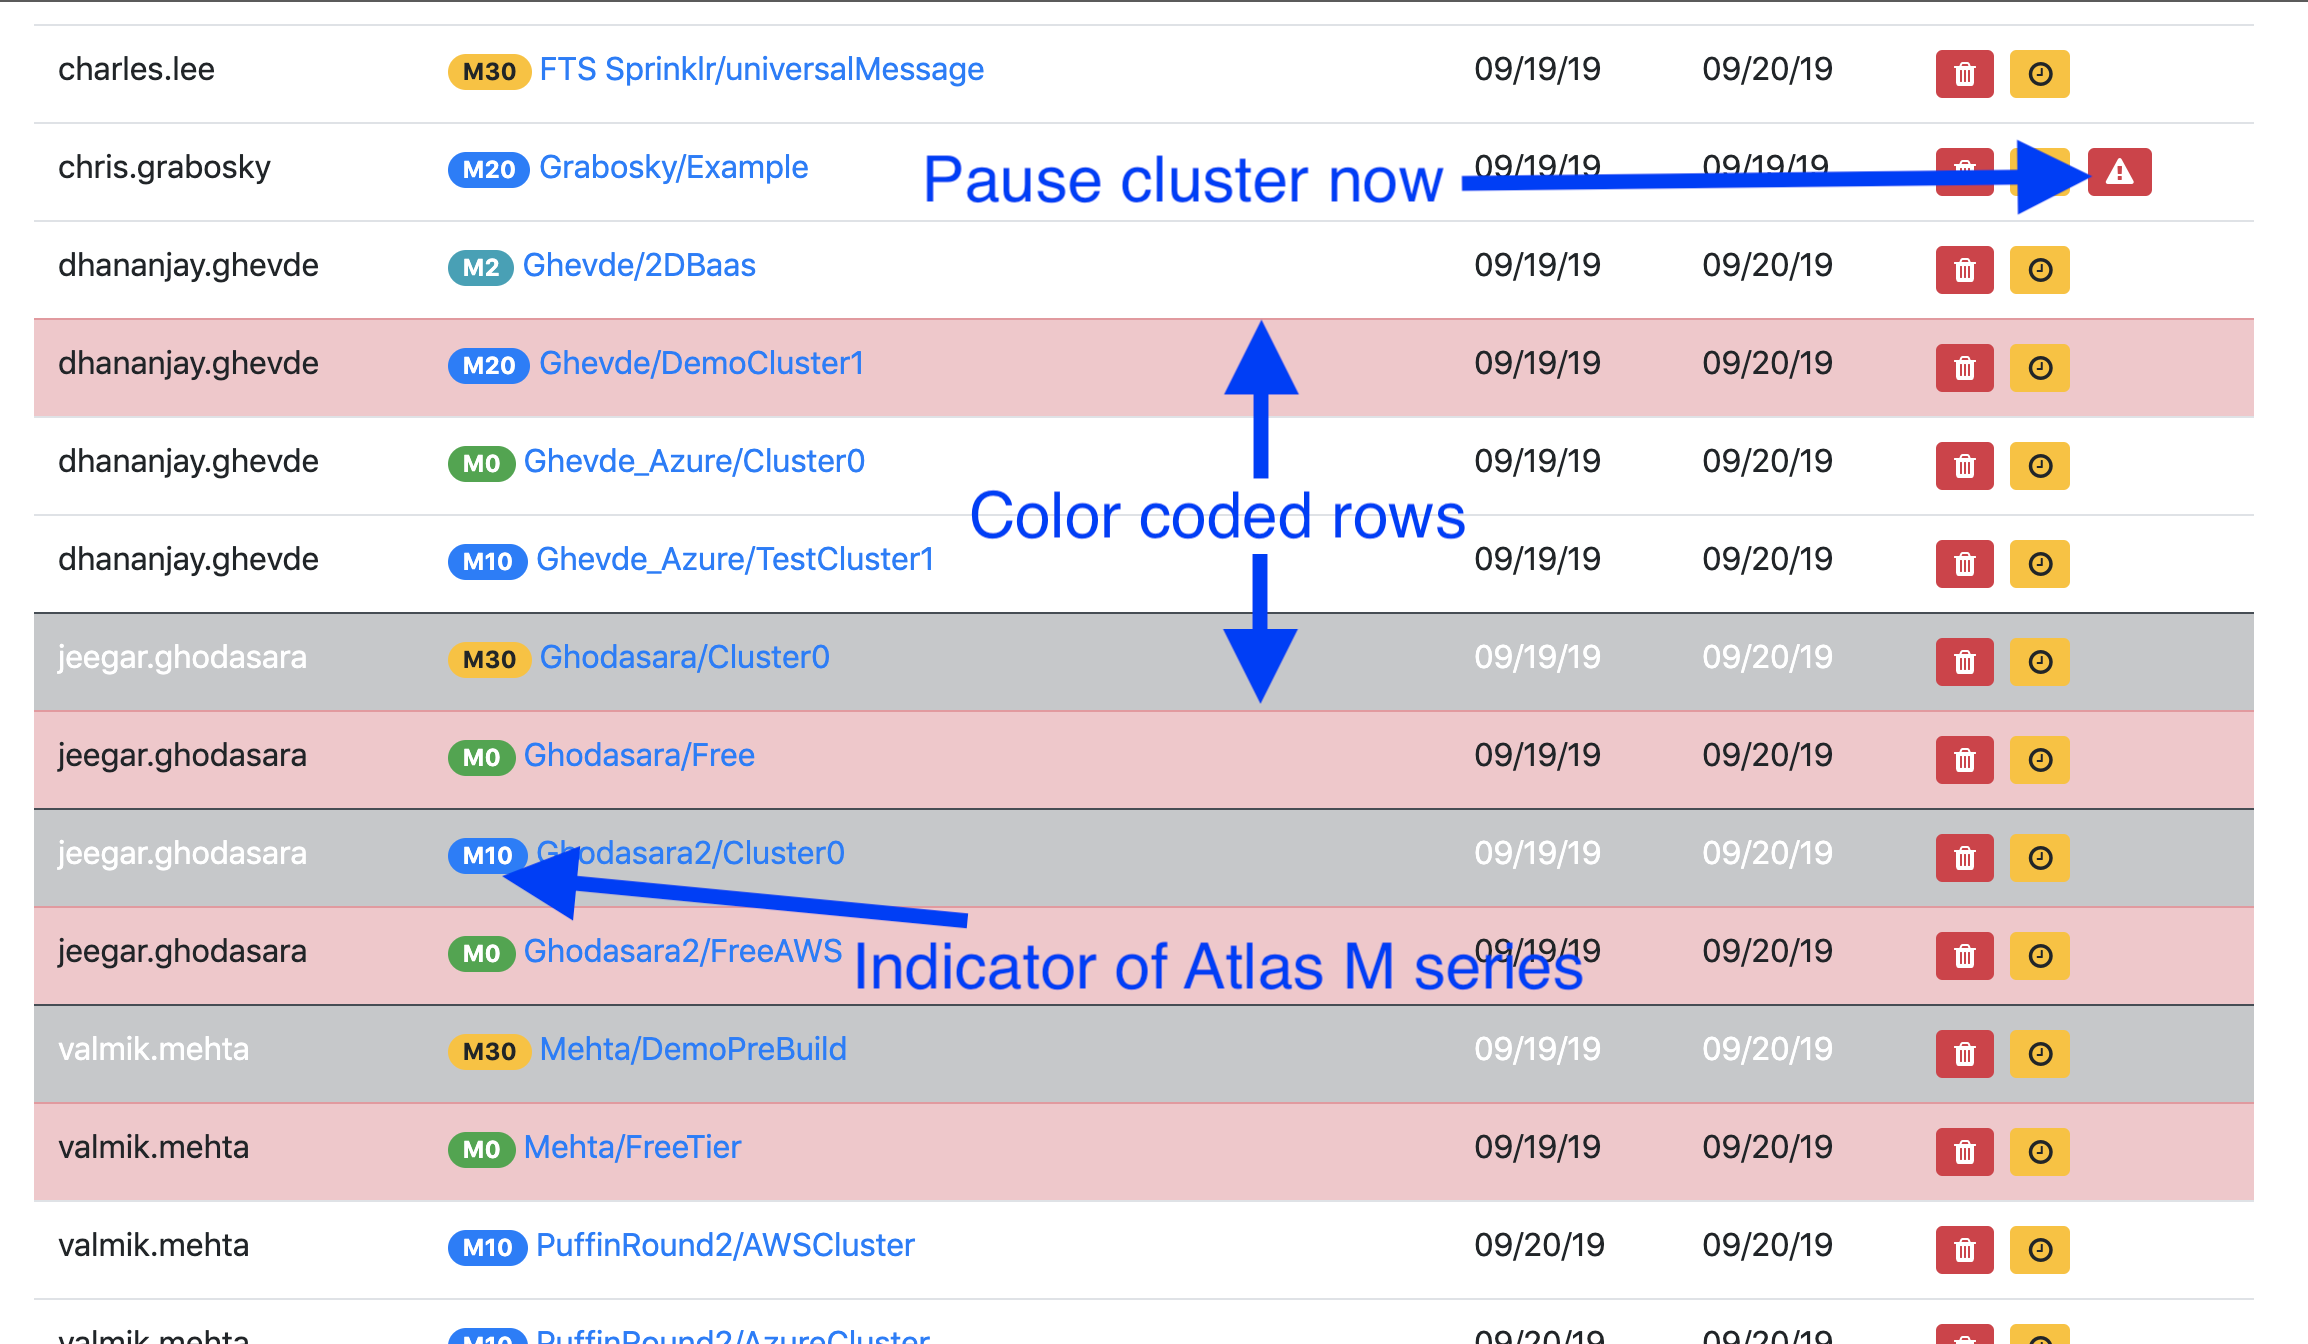 charles.lee M30 FTS Sprinklr/universalMessage 09/19/19 09/20/19
chris.grabosky M20 Grabosky/Example Pause cluster now 09/19/19 09/19/19
dhananjay.ghevde M2 Ghevde/2DBaas 09/19/19 09/20/19
dhananjay.ghevde M20 Ghevde/DemoCluster1 09/19/19 09/20/19
dhananjay.ghevde M0 Ghevde_Azure/Cluster0 09/19/19 09/20/19
Color coded rows
dhananjay.ghevde M10 Ghevde_Azure/TestCluster1 09/19/19 09/20/19
jeegar.ghodasara M30 Ghodasara/Cluster0 09/19/19 09/20/19
jeegar.ghodasara M0 Ghodasara/Free 09/19/19 09/20/19
jeegar.ghodasara M10 Ghodasara2/Cluster0 09/19/19 09/20/19
jeegar.ghodasara M0 Ghodasara2/FreeAWS 09/19/19 09/20/19
Indicator of Atlas M series
valmik.mehta M30 Mehta/DemoPreBuild 09/19/19 09/20/19
valmik.mehta M0 Mehta/FreeTier 09/19/19 09/20/19
valmik.mehta M10 PuffinRound2/AWSCluster 09/20/19 09/20/19
valmik.mehta M10 PuffinRound2/AzureCluster 09/20/19 09/20/19